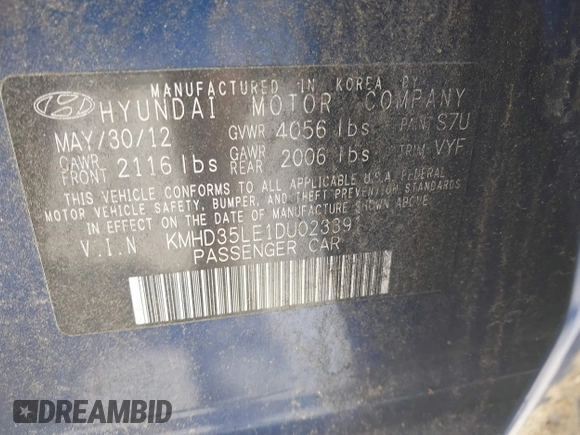 MANUFACTURED IN KOREA BY
HYUNDAI MOTOR COMPANY
MAY/30/12 GVWR 4056 lbs PAINT S7U
GAWR FRONT 2116 lbs GAWR REAR 2006 lbs TRIM VYF
THIS VEHICLE CONFORMS TO ALL APPLICABLE U.S.A. FEDERAL
MOTOR VEHICLE SAFETY, BUMPER, AND THEFT PREVENTION STANDARDS
IN EFFECT ON THE DATE OF MANUFACTURE SHOWN ABOVE.
V.I.N KMHD35LE1DU023391
PASSENGER CAR
DREAMBID